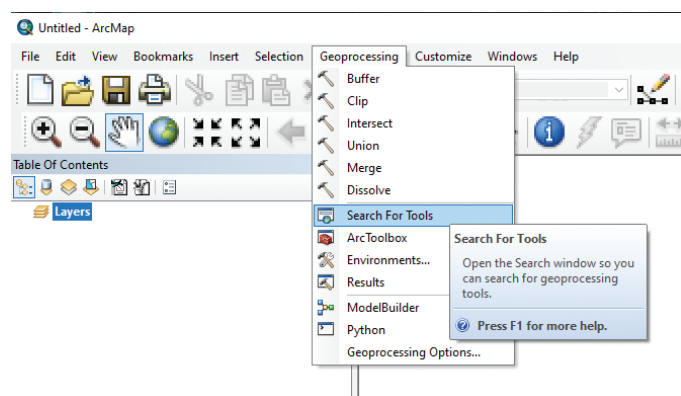 Untitled - ArcMap
File Edit View Bookmarks Insert Selection Geoprocessing Customize Windows Help
Table Of Contents
Layers
Buffer
Clip
Intersect
Union
Merge
Dissolve
Search For Tools
ArcToolbox
Environments...
Results
ModelBuilder
Python
Geoprocessing Options...
Search For Tools
Open the Search window so you
can search for geoprocessing
tools.
Press F1 for more help.